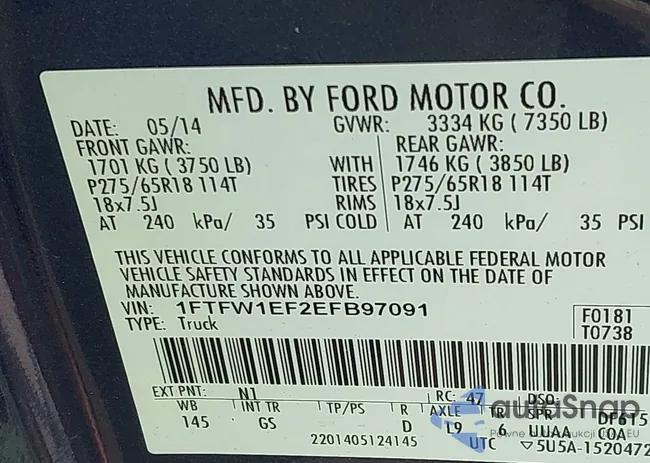 MFD. BY FORD MOTOR CO.
DATE: 05/14 GVWR: 3334 KG ( 7350 LB)
FRONT GAWR: REAR GAWR:
1701 KG ( 3750 LB) WITH 1746 KG ( 3850 LB)
P275/65R18 114T TIRES P275/65R18 114T
18x7.5J RIMS 18x7.5J
AT 240 kPa/ 35 PSI COLD AT 240 kPa/ 35 PSI
THIS VEHICLE CONFORMS TO ALL APPLICABLE FEDERAL MOTOR
VEHICLE SAFETY STANDARDS IN EFFECT ON THE DATE OF
MANUFACTURE SHOWN ABOVE.
VIN: 1FTFW1EF2EFB97091 F0181
TYPE: Truck T0738
EXT PNT: N1 RC: 47 DSO:
WB INT TR TP/PS R AXLE TR SPR DF615
145 GS D L9 6 UUAA COA
2201405124145 UTC ▽5U5A-1520472
autoSnap